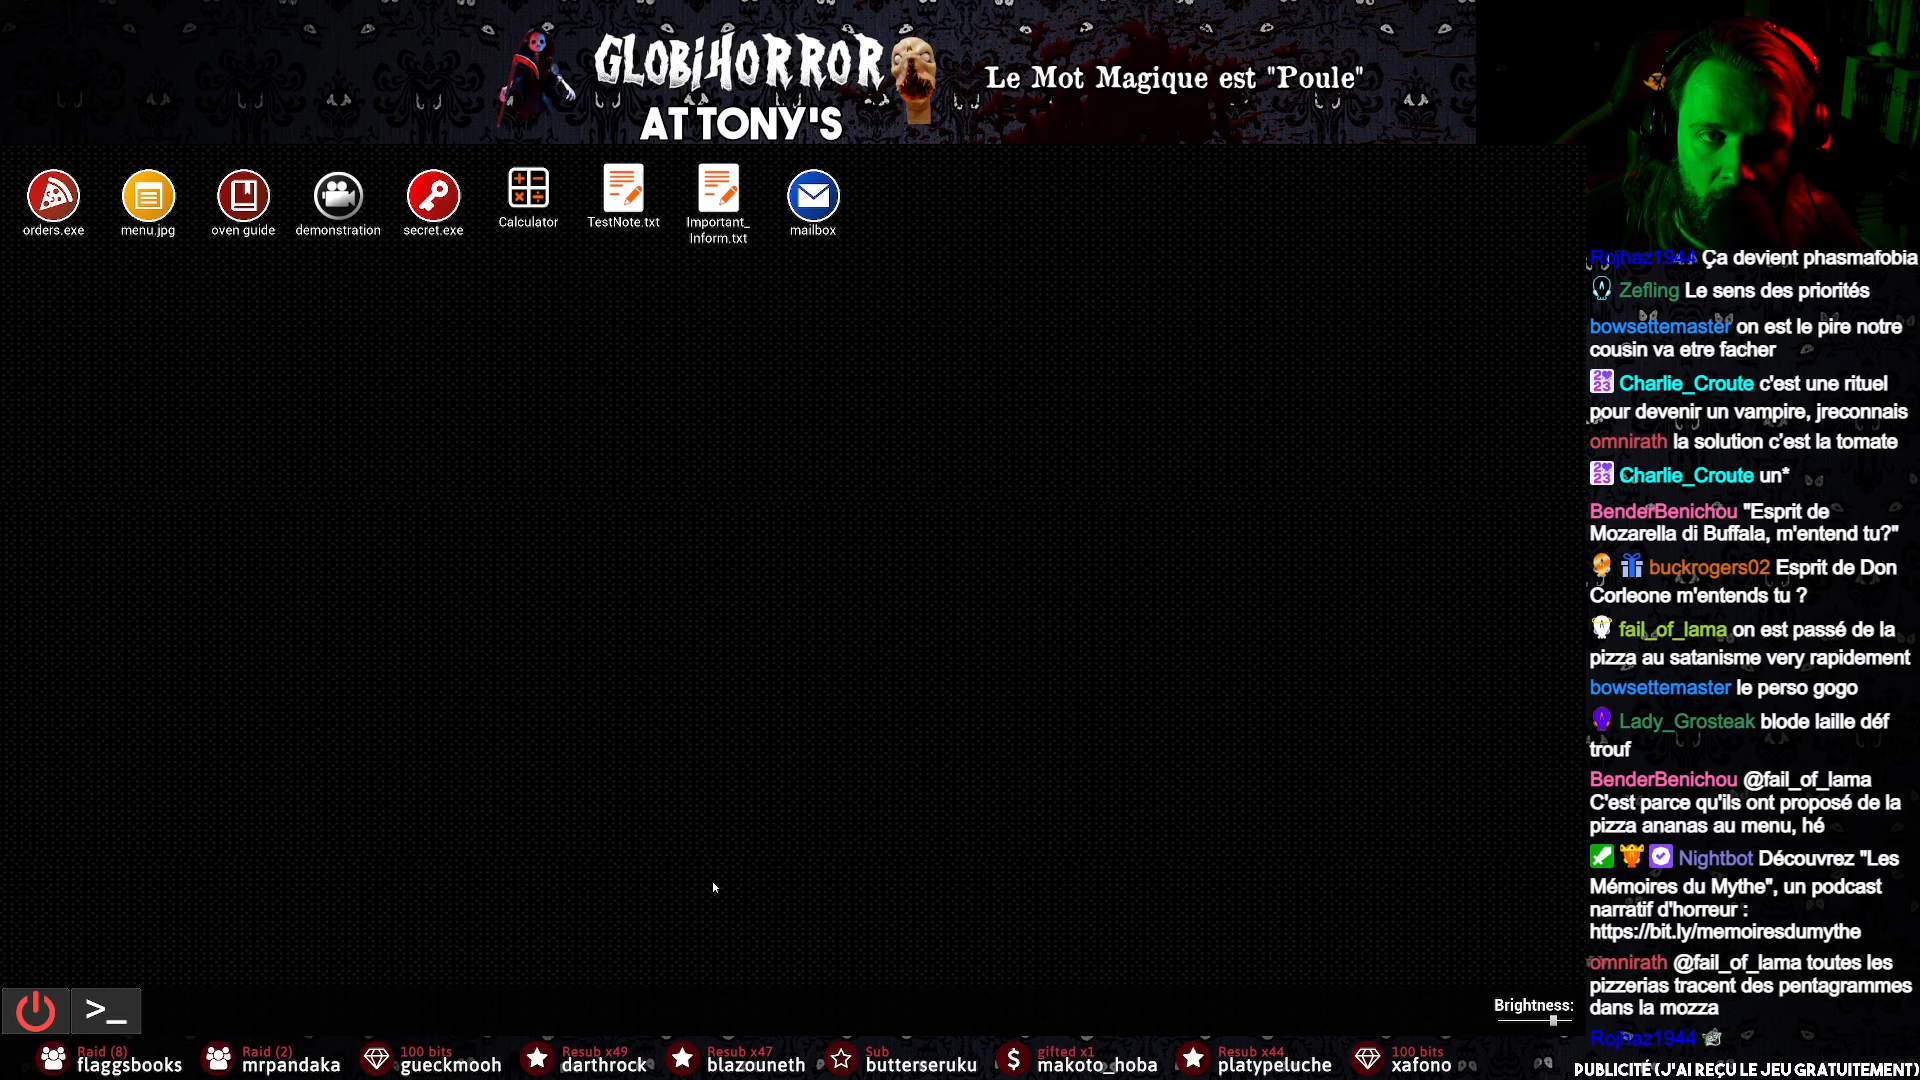 GLOBIHORROR
AT TONY'S
Le Mot Magique est "Poule"
orders.exe
menu.jpg
oven guide
demonstration
secret.exe
Calculator
TestNote.txt
Important_
Inform.txt
mailbox
Rojhaz1944 Ça devient phasmafobia
Zefling Le sens des priorités
bowsettemaster on est le pire notre
cousin va etre facher
Charlie_Croute c'est une rituel
pour devenir un vampire, jreconnais
omnirath la solution c'est la tomate
Charlie_Croute un*
BenderBenichou "Esprit de
Mozarella di Buffala, m'entend tu?"
buckrogers02 Esprit de Don
Corleone m'entends tu ?
fail_of_lama on est passé de la
pizza au satanisme very rapidement
bowsettemaster le perso gogo
Lady_Grosteak blode laille déf
trouf
BenderBenichou @fail_of_lama
C'est parce qu'ils ont proposé de la
pizza ananas au menu, hé
Nightbot Découvrez "Les
Mémoires du Mythe", un podcast
narratif d'horreur :
https://bit.ly/memoiresdumythe
omnirath @fail_of_lama toutes les
pizzerias tracent des pentagrammes
dans la mozza
Rojhaz1944
>_
Brightness:
Raid (8)
flaggsbooks
Raid (2)
mrpandaka
100 bits
gueckmooh
Resub x49
darthrock
Resub x47
blazouneth
Sub
butterseruku
gifted x1
makoto_hoba
Resub x44
platypeluche
100 bits
xafono
PUBLICITÉ (J'AI REÇU LE JEU GRATUITEMENT)